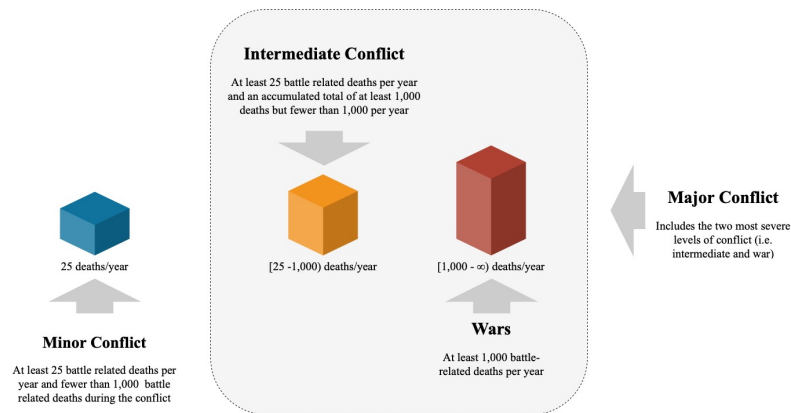 Intermediate Conflict
At least 25 battle related deaths per year
and an accumulated total of at least 1,000
deaths but fewer than 1,000 per year
25 deaths/year
[25 -1,000) deaths/year
[1,000 - ∞) deaths/year
Major Conflict
Includes the two most severe
levels of conflict (i.e.
intermediate and war)
Minor Conflict
At least 25 battle related deaths per
year and fewer than 1,000 battle
related deaths during the conflict
Wars
At least 1,000 battle-
related deaths per year